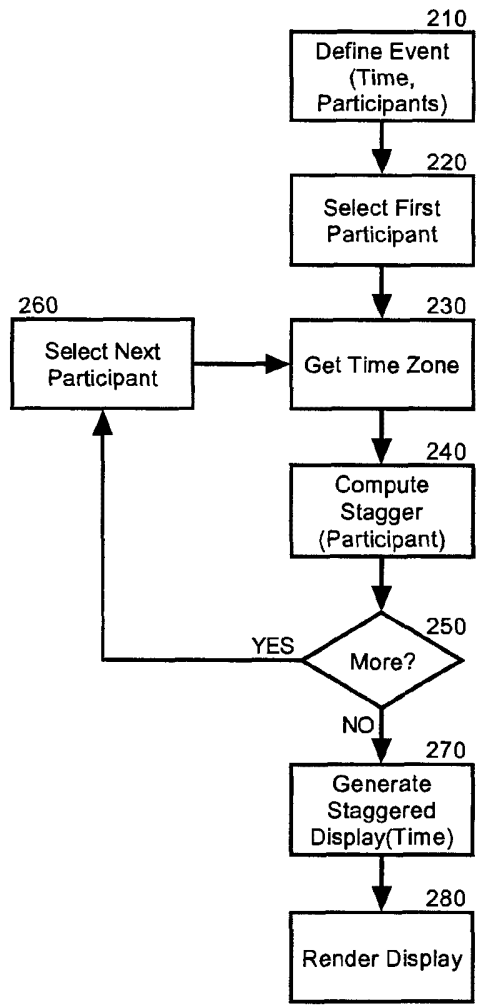 210
Define Event
(Time,
Participants)
220
Select First
Participant
260
Select Next
Participant
230
Get Time Zone
240
Compute
Stagger
(Participant)
250
More?
YES
NO
270
Generate
Staggered
Display(Time)
280
Render Display